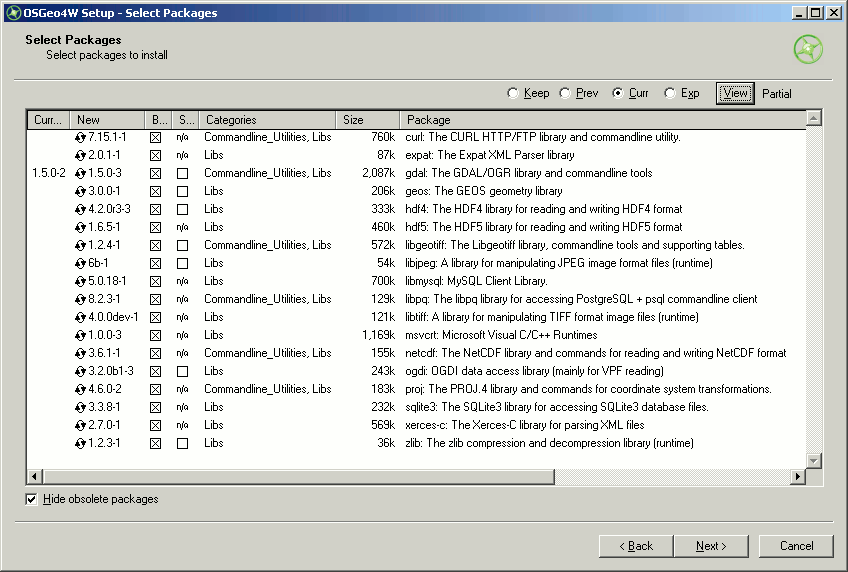 OSGeo4W Setup - Select Packages
Select Packages
Select packages to install
Keep Prev Curr Exp View Partial
Curr... New B... S... Categories Size Package
7.15.1-1 n/a Commandline_Utilities, Libs 760k curl: The CURL HTTP/FTP library and commandline utility.
2.0.1-1 n/a Libs 87k expat: The Expat XML Parser library
1.5.0-2 1.5.0-3 Commandline_Utilities, Libs 2,087k gdal: The GDAL/OGR library and commandline tools
3.0.0-1 Libs 206k geos: The GEOS geometry library
4.2.0r3-3 Libs 333k hdf4: The HDF4 library for reading and writing HDF4 format
1.6.5-1 n/a Libs 460k hdf5: The HDF5 library for reading and writing HDF5 format
1.2.4-1 Commandline_Utilities, Libs 572k libgeotiff: The Libgeotiff library, commandline tools and supporting tables.
6b-1 Libs 54k libjpeg: A library for manipulating JPEG image format files (runtime)
5.0.18-1 n/a Libs 700k libmysql: MySQL Client Library.
8.2.3-1 n/a Commandline_Utilities, Libs 129k libpq: The libpq library for accessing PostgreSQL + psql commandline client
4.0.0dev-1 n/a Libs 121k libtiff: A library for manipulating TIFF format image files (runtime)
1.0.0-3 n/a Libs 1,169k msvcrt: Microsoft Visual C/C++ Runtimes
3.6.1-1 n/a Commandline_Utilities, Libs 155k netcdf: The NetCDF library and commands for reading and writing NetCDF format
3.2.0b1-3 Libs 243k ogdi: OGDI data access library (mainly for VPF reading)
4.6.0-2 n/a Commandline_Utilities, Libs 183k proj: The PROJ.4 library and commands for coordinate system transformations.
3.3.8-1 n/a Libs 232k sqlite3: The SQLite3 library for accessing SQLite3 database files.
2.7.0-1 n/a Libs 569k xerces-c: The Xerces-C library for parsing XML files
1.2.3-1 Libs 36k zlib: The zlib compression and decompression library (runtime)
Hide obsolete packages
< Back Next > Cancel